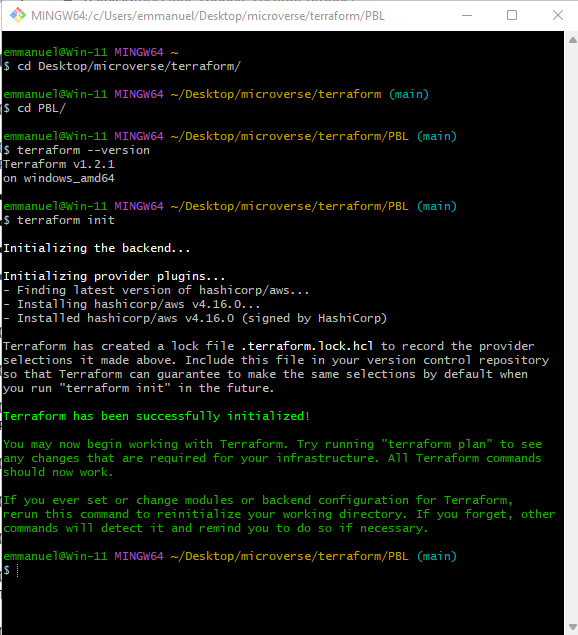 MINGW64:/c/Users/emmanuel/Desktop/microverse/terraform/PBL
emmanuel@Win-11 MINGW64 ~
$ cd Desktop/microverse/terraform/
emmanuel@Win-11 MINGW64 ~/Desktop/microverse/terraform (main)
$ cd PBL/
emmanuel@Win-11 MINGW64 ~/Desktop/microverse/terraform/PBL (main)
$ terraform --version
Terraform v1.2.1
on windows_amd64
emmanuel@Win-11 MINGW64 ~/Desktop/microverse/terraform/PBL (main)
$ terraform init
Initializing the backend...
Initializing provider plugins...
- Finding latest version of hashicorp/aws...
- Installing hashicorp/aws v4.16.0...
- Installed hashicorp/aws v4.16.0 (signed by HashiCorp)
Terraform has created a lock file .terraform.lock.hcl to record the provider
selections it made above. Include this file in your version control repository
so that Terraform can guarantee to make the same selections by default when
you run "terraform init" in the future.
Terraform has been successfully initialized!
You may now begin working with Terraform. Try running "terraform plan" to see
any changes that are required for your infrastructure. All Terraform commands
should now work.
If you ever set or change modules or backend configuration for Terraform,
rerun this command to reinitialize your working directory. If you forget, other
commands will detect it and remind you to do so if necessary.
emmanuel@Win-11 MINGW64 ~/Desktop/microverse/terraform/PBL (main)
$